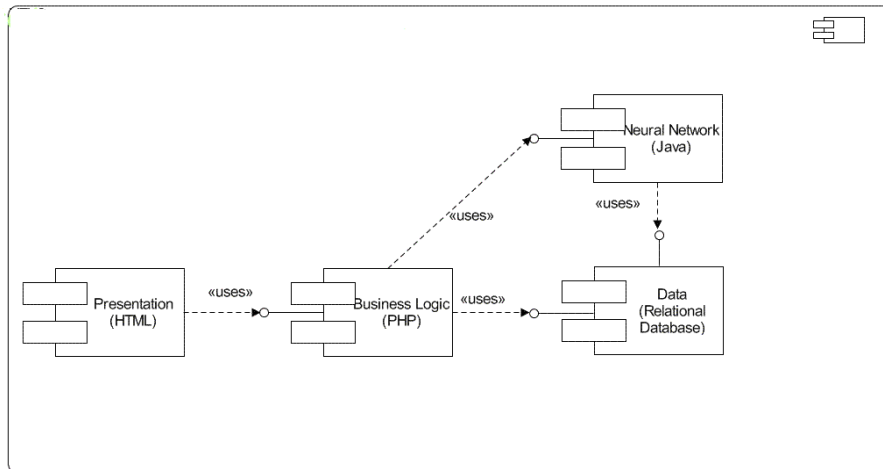 Neural Network
(Java)
«uses»
«uses»
Presentation
(HTML)
«uses»
Business Logic
(PHP)
«uses»
Data
(Relational
Database)